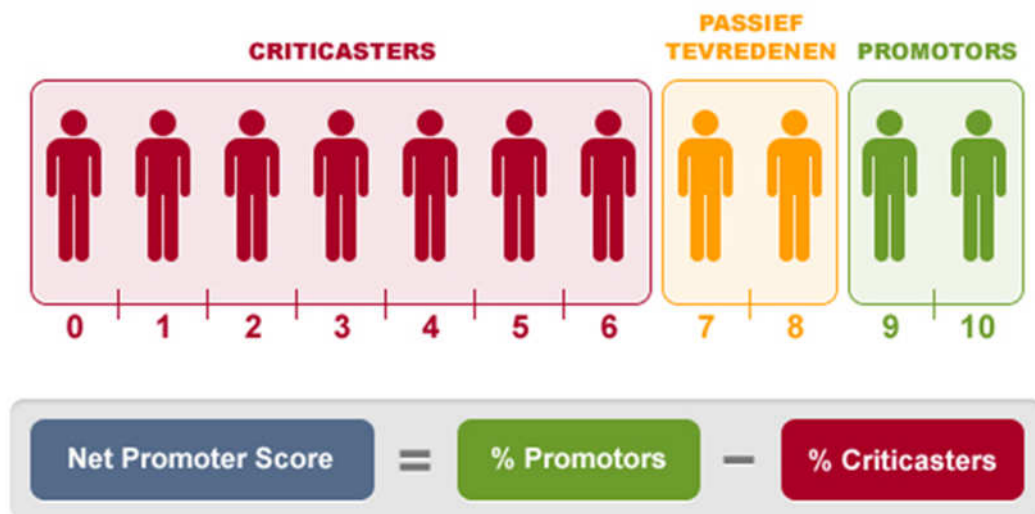 CRITICASTERS
PASSIEF
TEVREDENEN
PROMOTORS
0 1 2 3 4 5 6 7 8 9 10
Net Promoter Score = % Promotors - % Criticasters